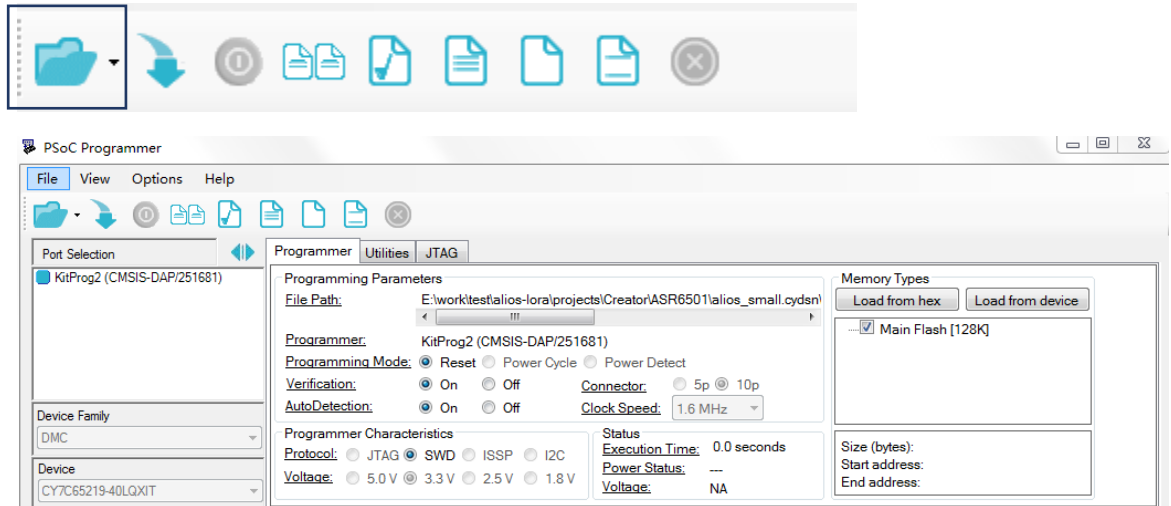 PSoC Programmer
File View Options Help
Port Selection
KitProg2 (CMSIS-DAP/251681)
Device Family
DMC
Device
CY7C65219-40LQXIT
Programmer Utilities JTAG
Programming Parameters
File Path: E:\work\test\alios-lora\projects\Creator\ASR6501\alios_small.cydsn\
Programmer: KitProg2 (CMSIS-DAP/251681)
Programming Mode: Reset Power Cycle Power Detect
Verification: On Off Connector: 5p 10p
AutoDetection: On Off Clock Speed: 1.6 MHz
Programmer Characteristics
Protocol: JTAG SWD ISSP I2C
Voltage: 5.0 V 3.3 V 2.5 V 1.8 V
Status
Execution Time: 0.0 seconds
Power Status: ---
Voltage: NA
Memory Types
Load from hex Load from device
Main Flash [128K]
Size (bytes):
Start address:
End address: